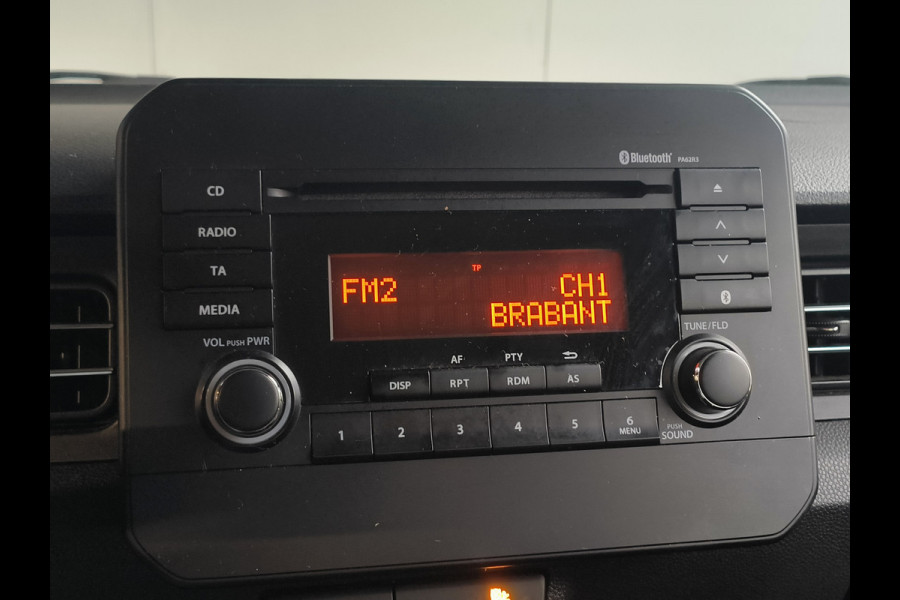 Bluetooth® PA62R3
CD
RADIO
TA
MEDIA
VOL PUSH PWR
TP
FM2 CH1
BRABANT
TUNE/FLD
AF PTY
DISP RPT RDM AS
1 2 3 4 5 6
MENU
PUSH
SOUND